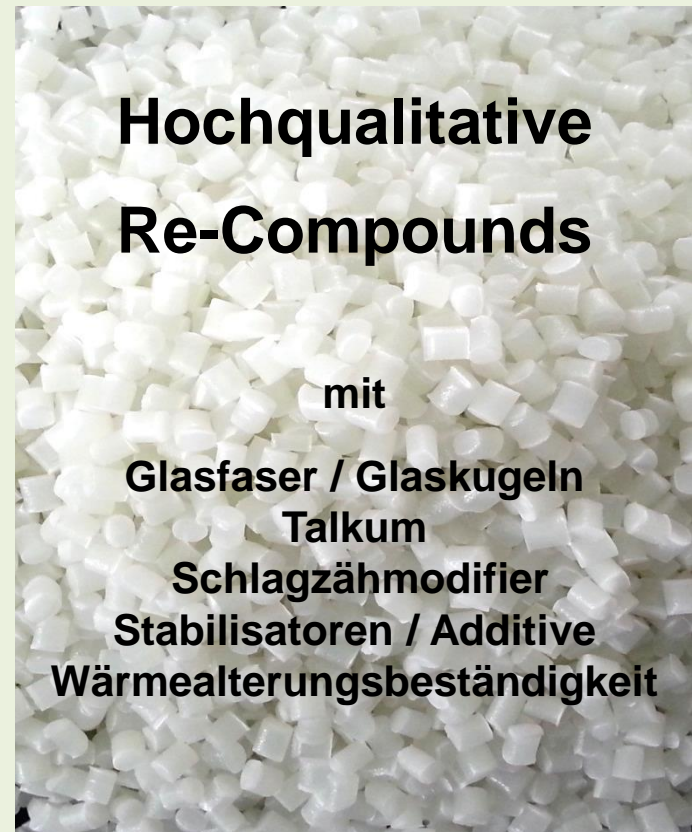 Hochqualitative
Re-Compounds
mit
Glasfaser / Glaskugeln
Talkum
Schlagzähmodifier
Stabilisatoren / Additive
Wärmealterungsbeständigkeit